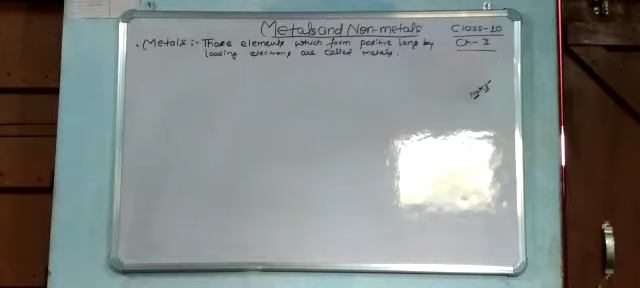 Metals and Non-metals
Class-10
Ch-3
• Metals :- Those elements which form positive ions by
loosing electrons are called metals.